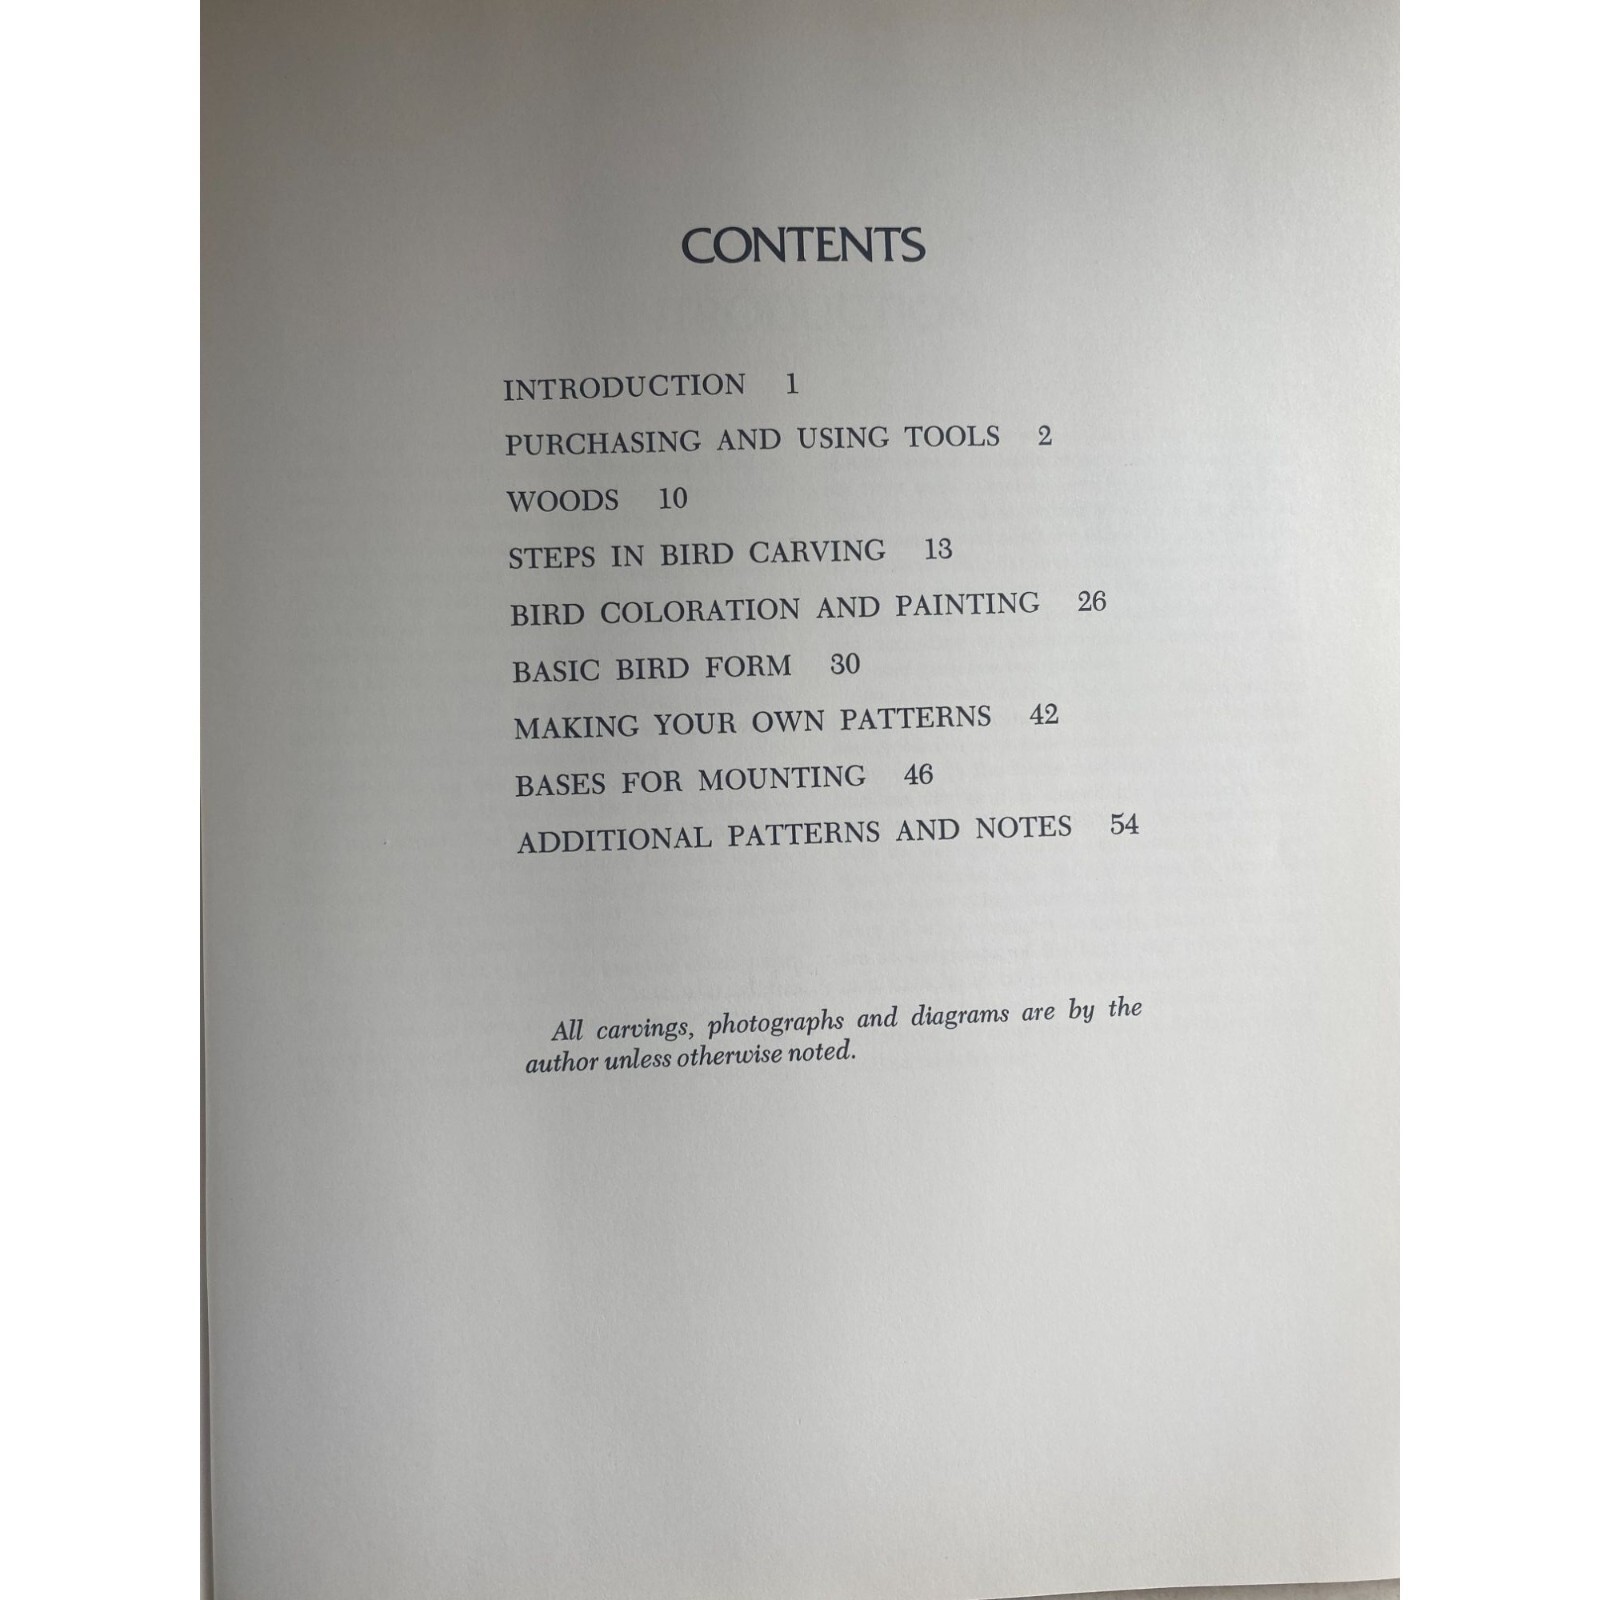 CONTENTS
INTRODUCTION 1
PURCHASING AND USING TOOLS 2
WOODS 10
STEPS IN BIRD CARVING 13
BIRD COLORATION AND PAINTING 26
BASIC BIRD FORM 30
MAKING YOUR OWN PATTERNS 42
BASES FOR MOUNTING 46
ADDITIONAL PATTERNS AND NOTES 54
All carvings, photographs and diagrams are by the
author unless otherwise noted.